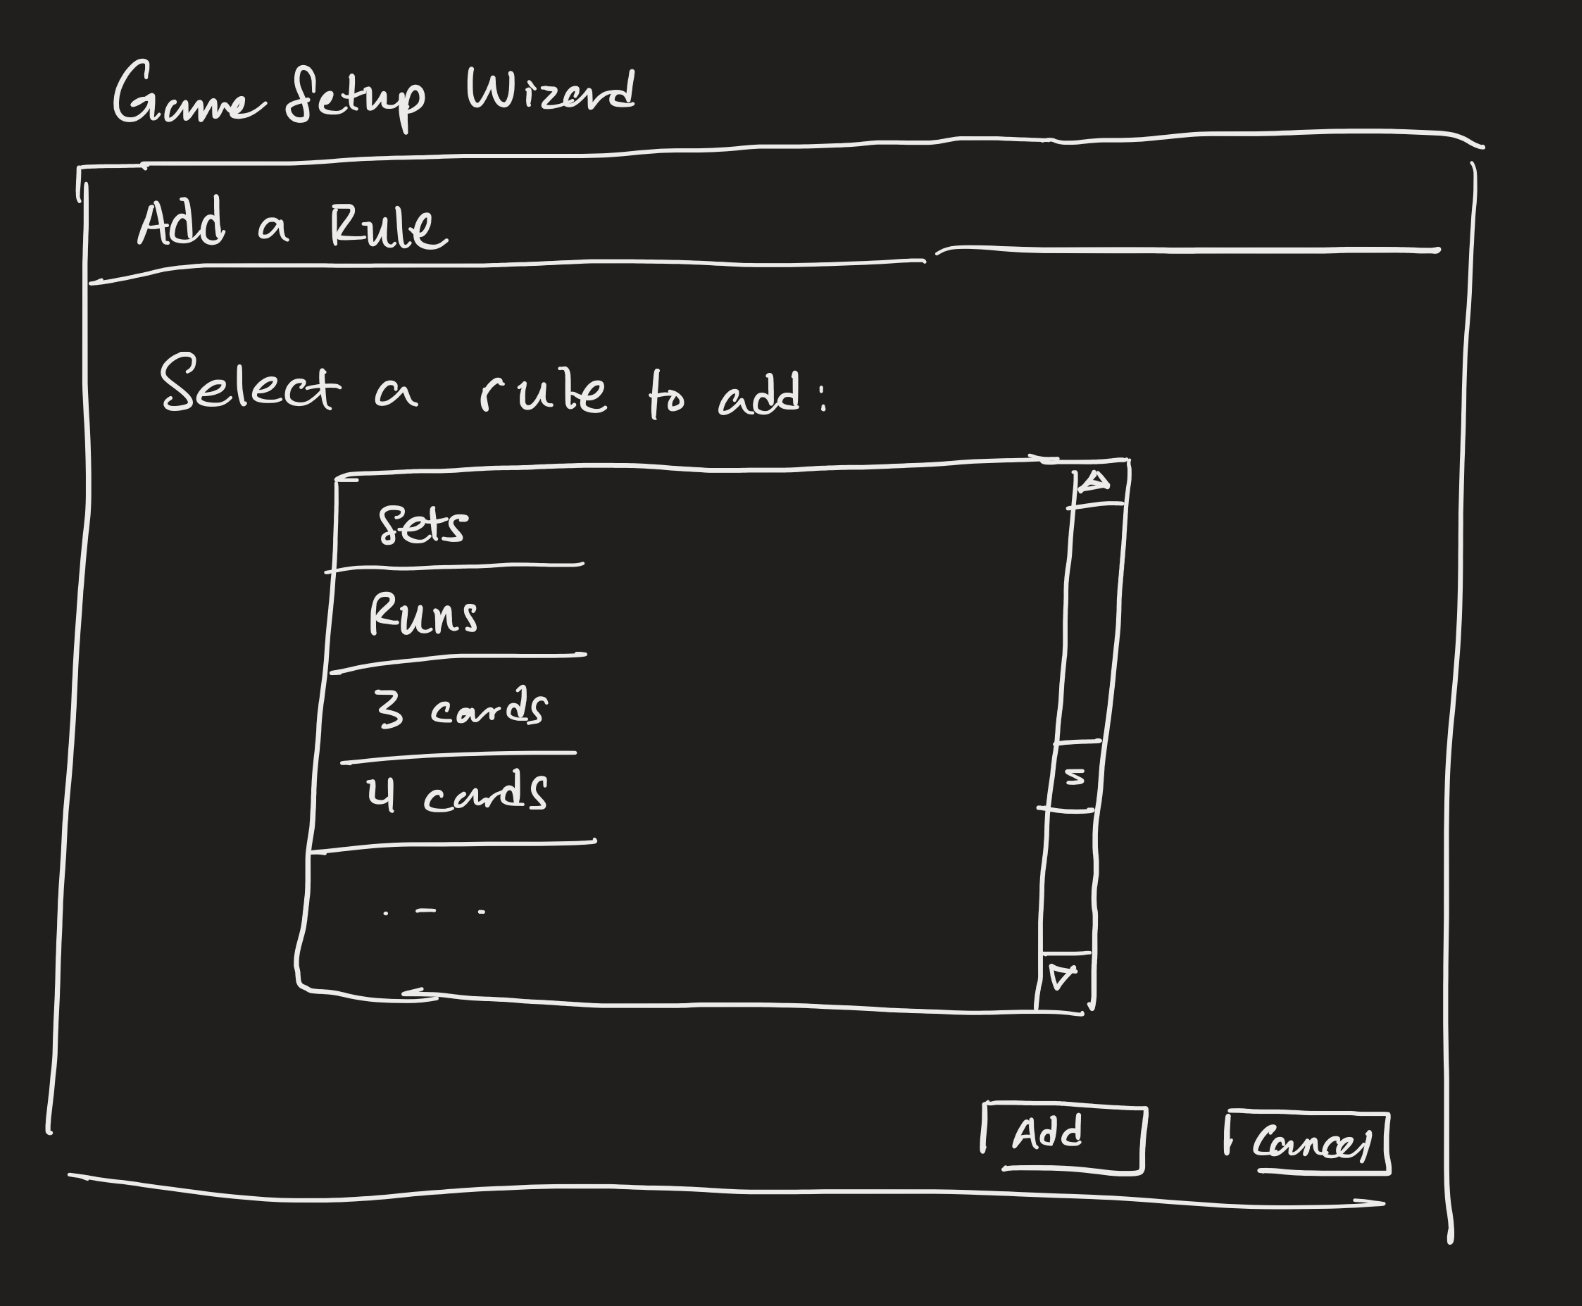 Game Setup Wizard
Add a Rule
Select a rule to add:
Sets
Runs
3 cards
4 cards
...
Add
Cancel